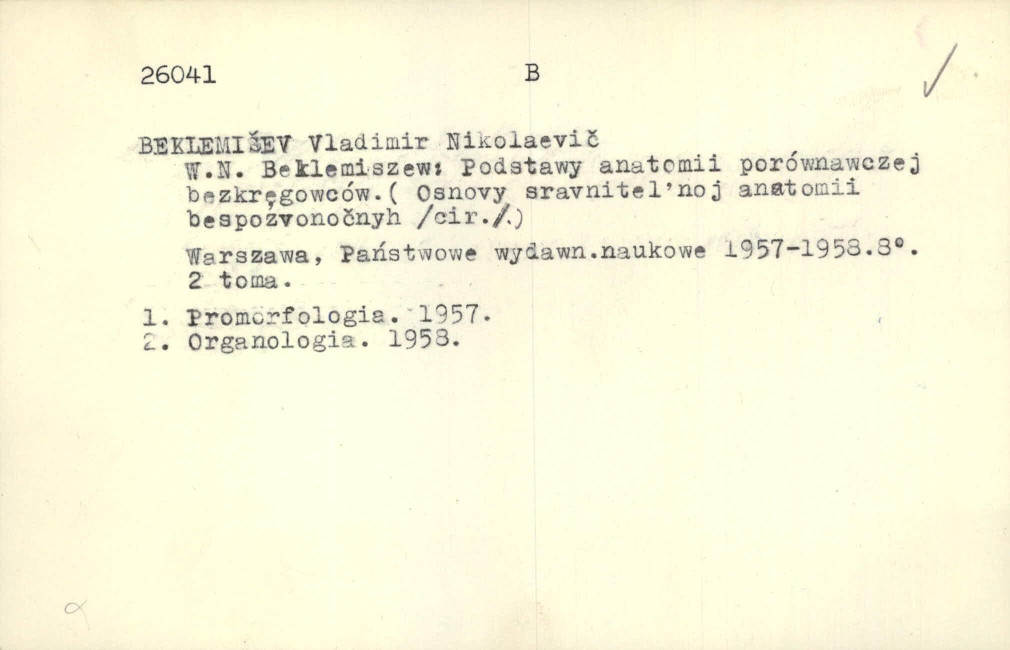 26041 B
BEKLEMIŠEV Vladimir Nikolaevič
W.N. Beklemiszew: Podstawy anatomii porównawczej
bezkręgowców.( Osnovy sravnitel'noj anatomii
bespozvonočnyh /cir./.)
Warszawa, Państwowe wydawn.naukowe 1957-1958.8°.
2 toma.
1. Promorfologia. 1957.
2. Organologia. 1958.